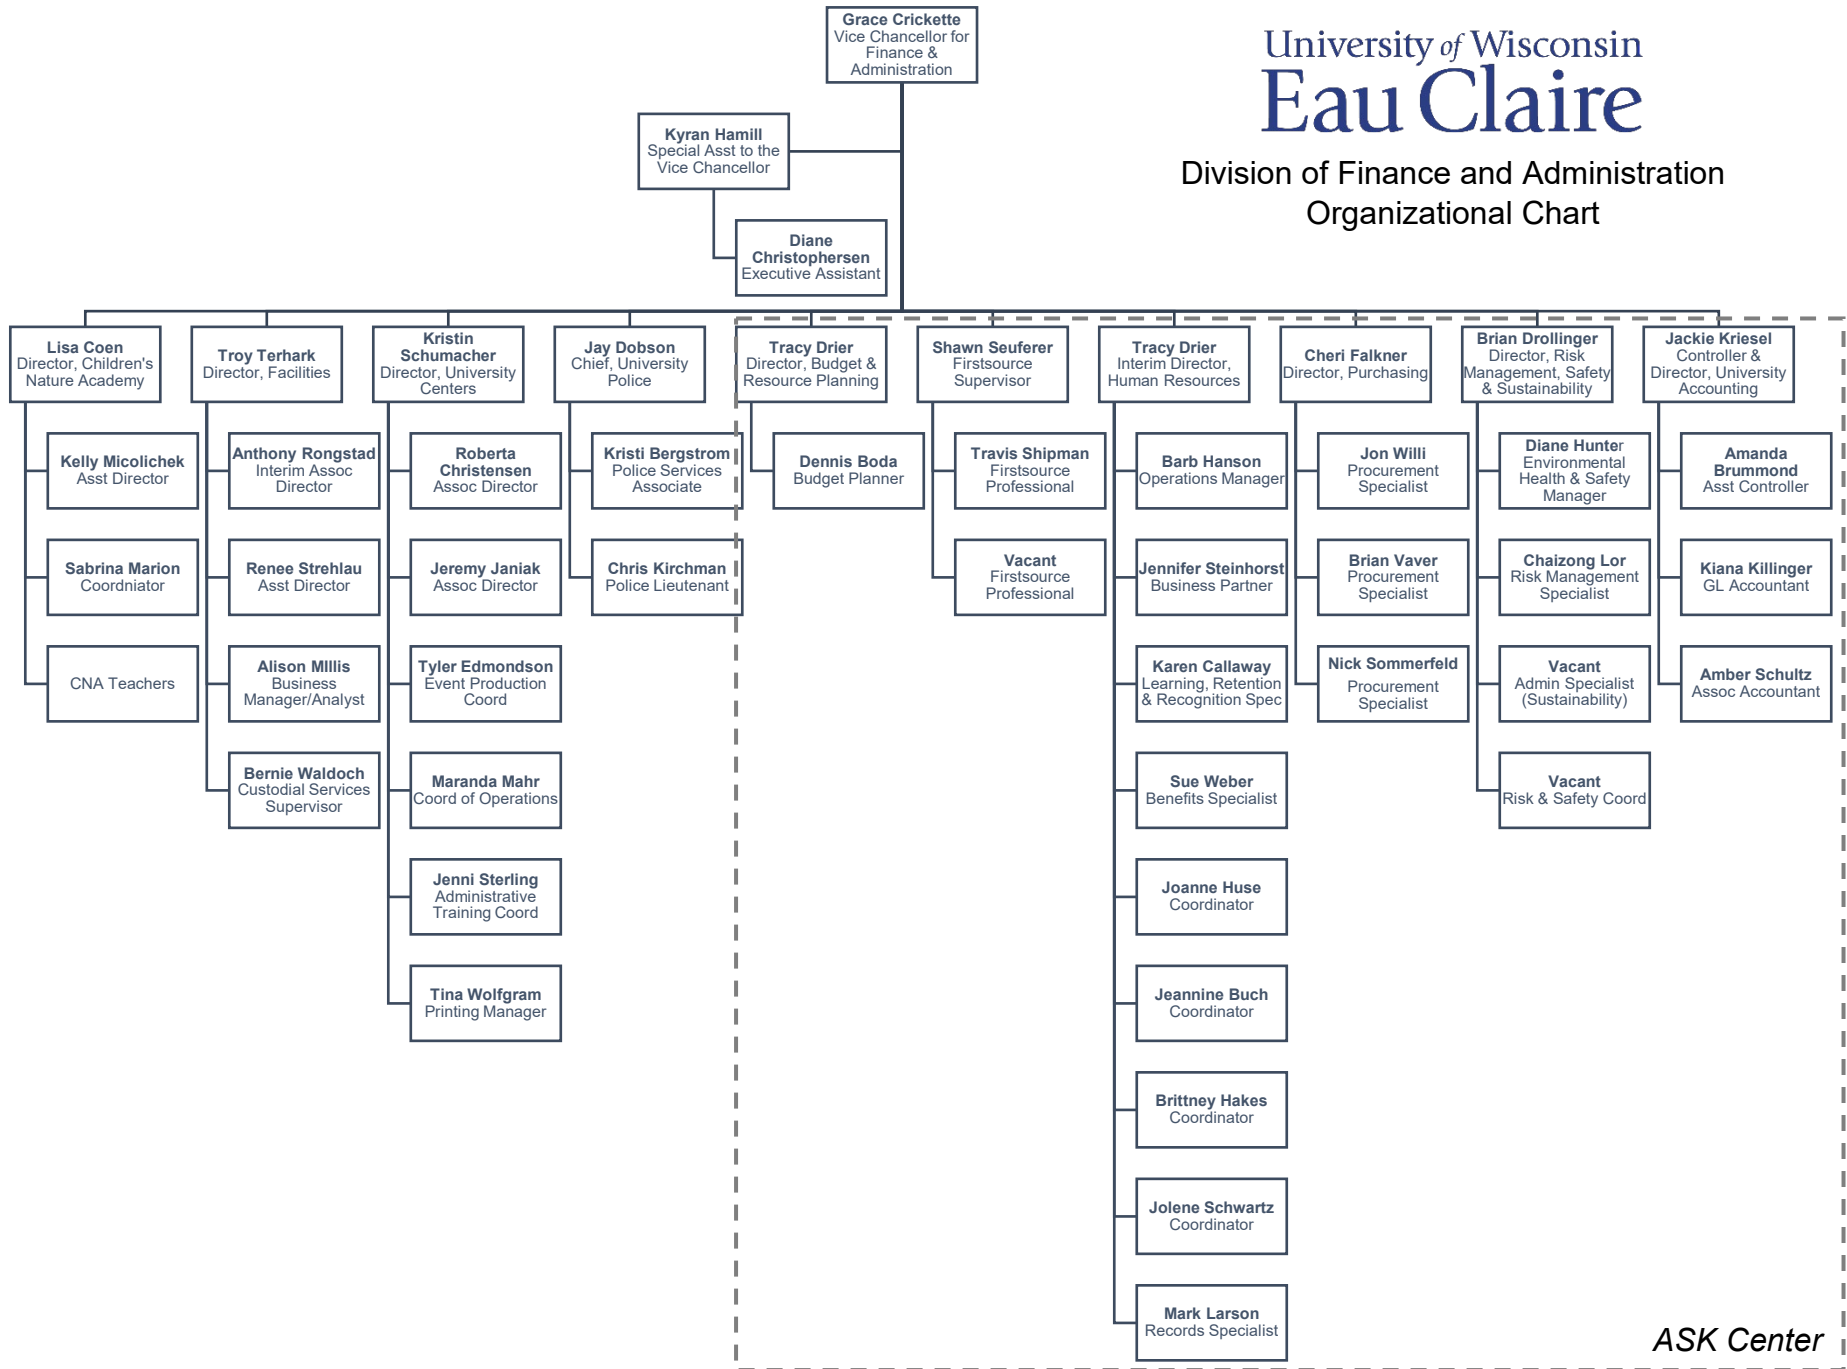 Grace Crickette
Vice Chancellor for
Finance &
Administration
University of Wisconsin
Eau Claire
Division of Finance and Administration
Organizational Chart
Kyran Hamill
Special Asst to the
Vice Chancellor
Diane
Christophersen
Executive Assistant
Lisa Coen
Director, Children's
Nature Academy
Kelly Micolichek
Asst Director
Sabrina Marion
Coordniator
CNA Teachers
Troy Terhark
Director, Facilities
Anthony Rongstad
Interim Assoc
Director
Renee Strehlau
Asst Director
Alison MIllis
Business
Manager/Analyst
Bernie Waldoch
Custodial Services
Supervisor
Kristin
Schumacher
Director, University
Centers
Roberta
Christensen
Assoc Director
Jeremy Janiak
Assoc Director
Tyler Edmondson
Event Production
Coord
Maranda Mahr
Coord of Operations
Jenni Sterling
Administrative
Training Coord
Tina Wolfgram
Printing Manager
Jay Dobson
Chief, University
Police
Kristi Bergstrom
Police Services
Associate
Chris Kirchman
Police Lieutenant
Tracy Drier
Director, Budget &
Resource Planning
Dennis Boda
Budget Planner
Shawn Seuferer
Firstsource
Supervisor
Travis Shipman
Firstsource
Professional
Vacant
Firstsource
Professional
Tracy Drier
Interim Director,
Human Resources
Barb Hanson
Operations Manager
Jennifer Steinhorst
Business Partner
Karen Callaway
Learning, Retention
& Recognition Spec
Sue Weber
Benefits Specialist
Joanne Huse
Coordinator
Jeannine Buch
Coordinator
Brittney Hakes
Coordinator
Jolene Schwartz
Coordinator
Mark Larson
Records Specialist
Cheri Falkner
Director, Purchasing
Jon Willi
Procurement
Specialist
Brian Vaver
Procurement
Specialist
Nick Sommerfeld
Procurement
Specialist
Brian Drollinger
Director, Risk
Management, Safety
& Sustainability
Diane Hunter
Environmental
Health & Safety
Manager
Chaizong Lor
Risk Management
Specialist
Vacant
Admin Specialist
(Sustainability)
Vacant
Risk & Safety Coord
Jackie Kriesel
Controller &
Director, University
Accounting
Amanda
Brummond
Asst Controller
Kiana Killinger
GL Accountant
Amber Schultz
Assoc Accountant
ASK Center